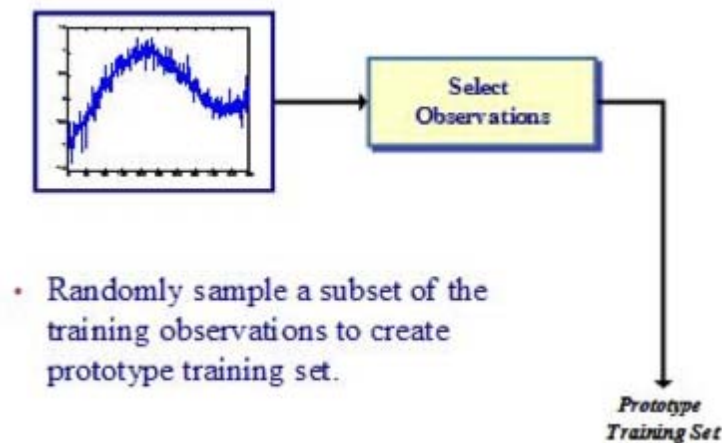 Select
Observations
• Randomly sample a subset of the
training observations to create
prototype training set.
Prototype
Training Set